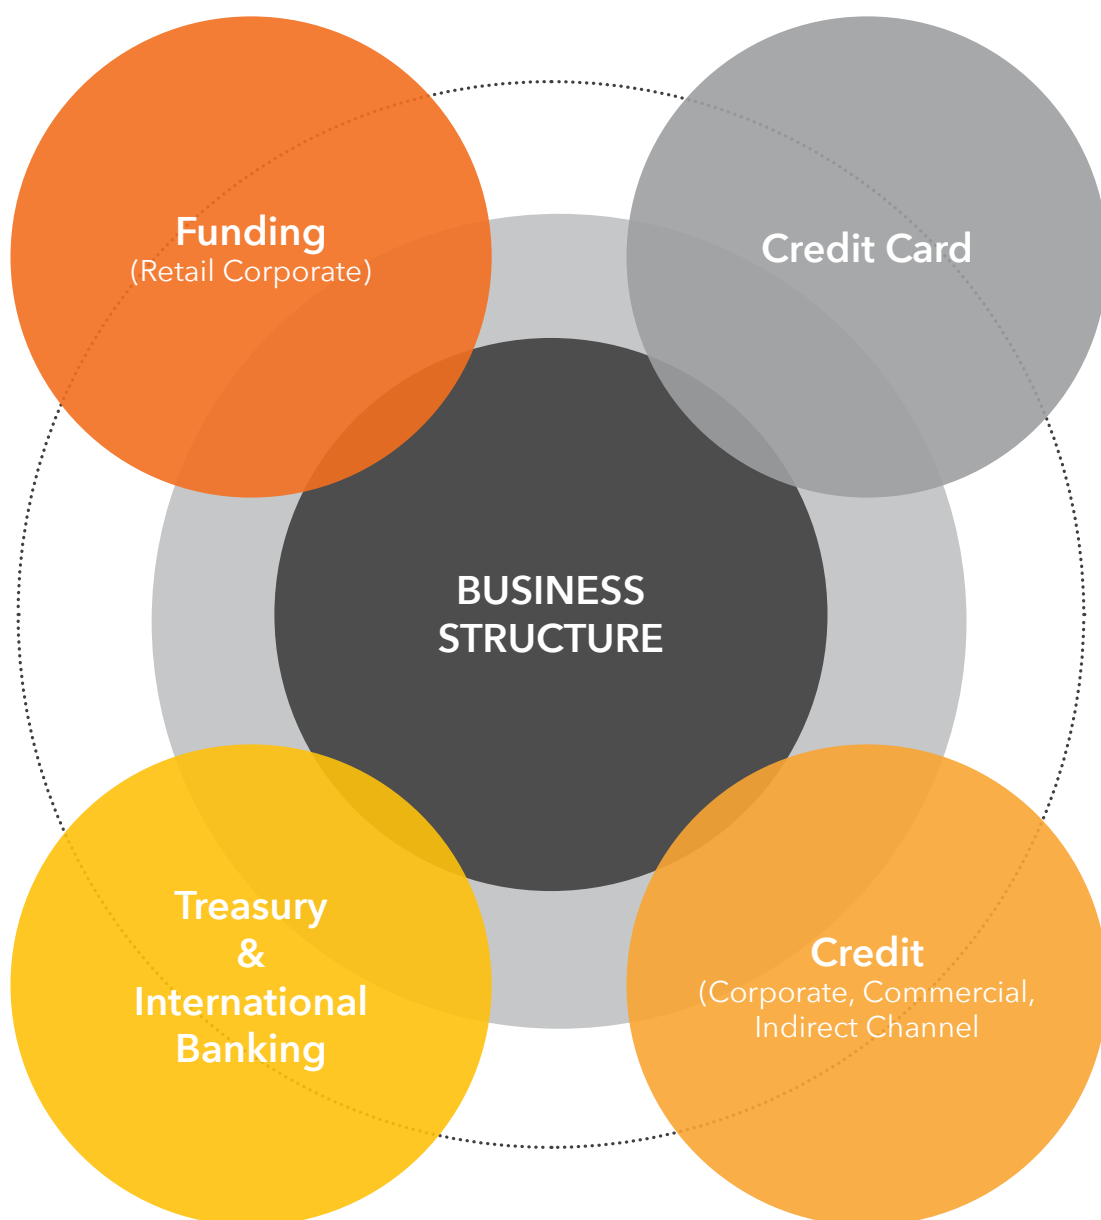 Funding
(Retail Corporate)
Credit Card
BUSINESS
STRUCTURE
Treasury
&
International
Banking
Credit
(Corporate, Commercial,
Indirect Channel